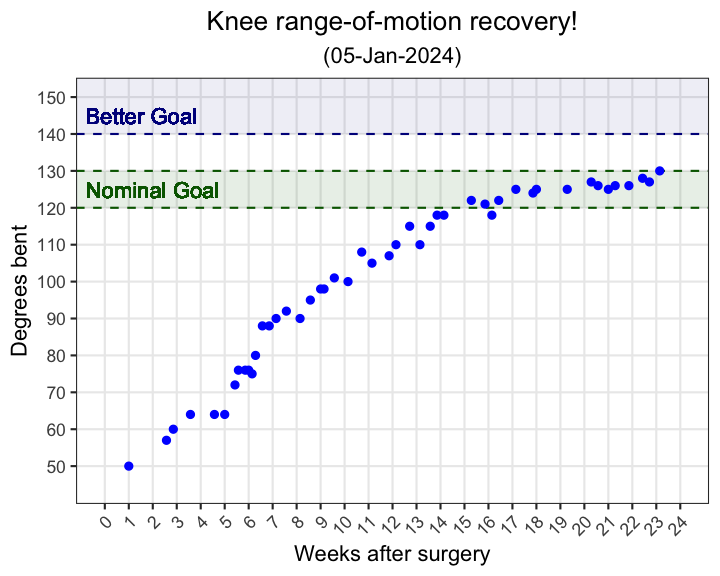 Knee range-of-motion recovery!
(05-Jan-2024)
150
Better Goal
140
130
Nominal Goal
120
110
100
90
80
70
60
50
Degrees bent
0 1 2 3 4 5 6 7 8 9 10 11 12 13 14 15 16 17 18 19 20 21 22 23 24
Weeks after surgery